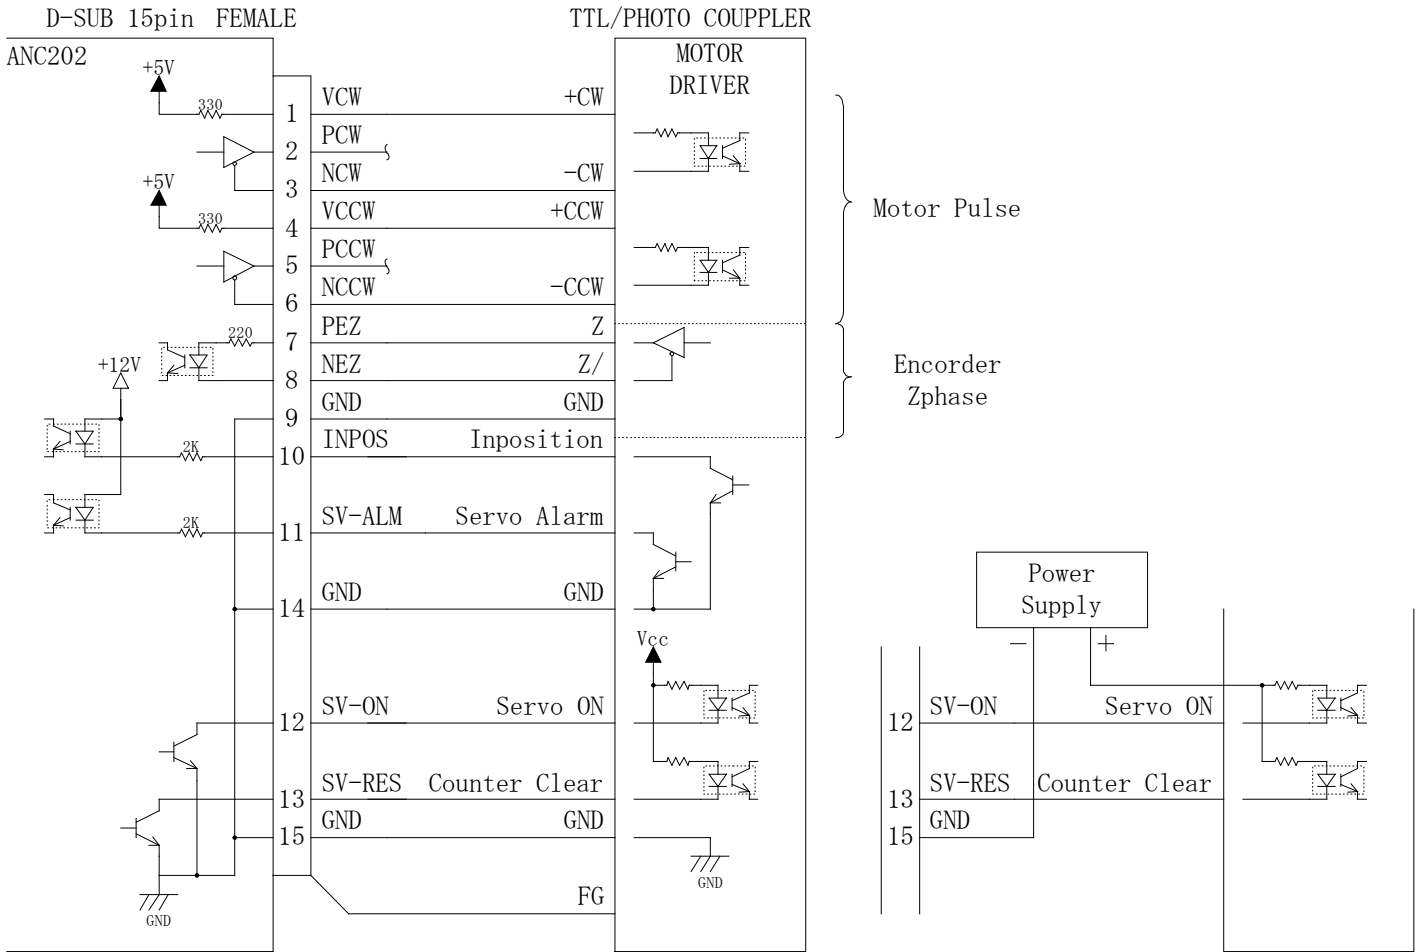 D-SUB 15pin FEMALE
TTL/PHOTO COUPPLER
ANC202
MOTOR
DRIVER
+5V
330
1
VCW
+CW
2
PCW
3
NCW
-CW
+5V
330
4
VCCW
+CCW
5
PCCW
6
NCCW
-CCW
Motor Pulse
220
7
PEZ
Z
8
NEZ
Z/
Encorder
Zphase
+12V
9
GND
GND
2K
10
INPOS
Inposition
2K
11
SV-ALM
Servo Alarm
14
GND
GND
Vcc
12
SV-ON
Servo ON
13
SV-RES
Counter Clear
15
GND
GND
GND
GND
FG
Power
Supply
-
+
12
SV-ON
Servo ON
13
SV-RES
Counter Clear
15
GND